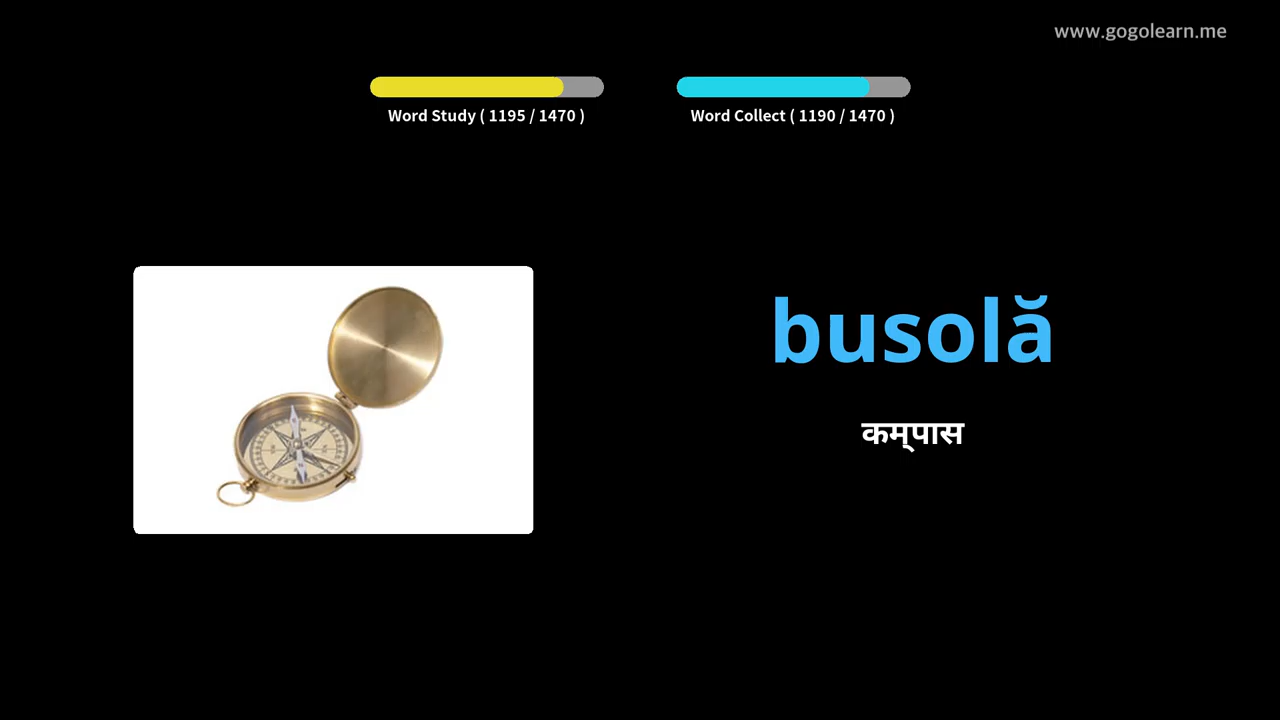 www.gogolearn.me
Word Study ( 1195 / 1470 )
Word Collect ( 1190 / 1470 )
busolă
कम्‌पास